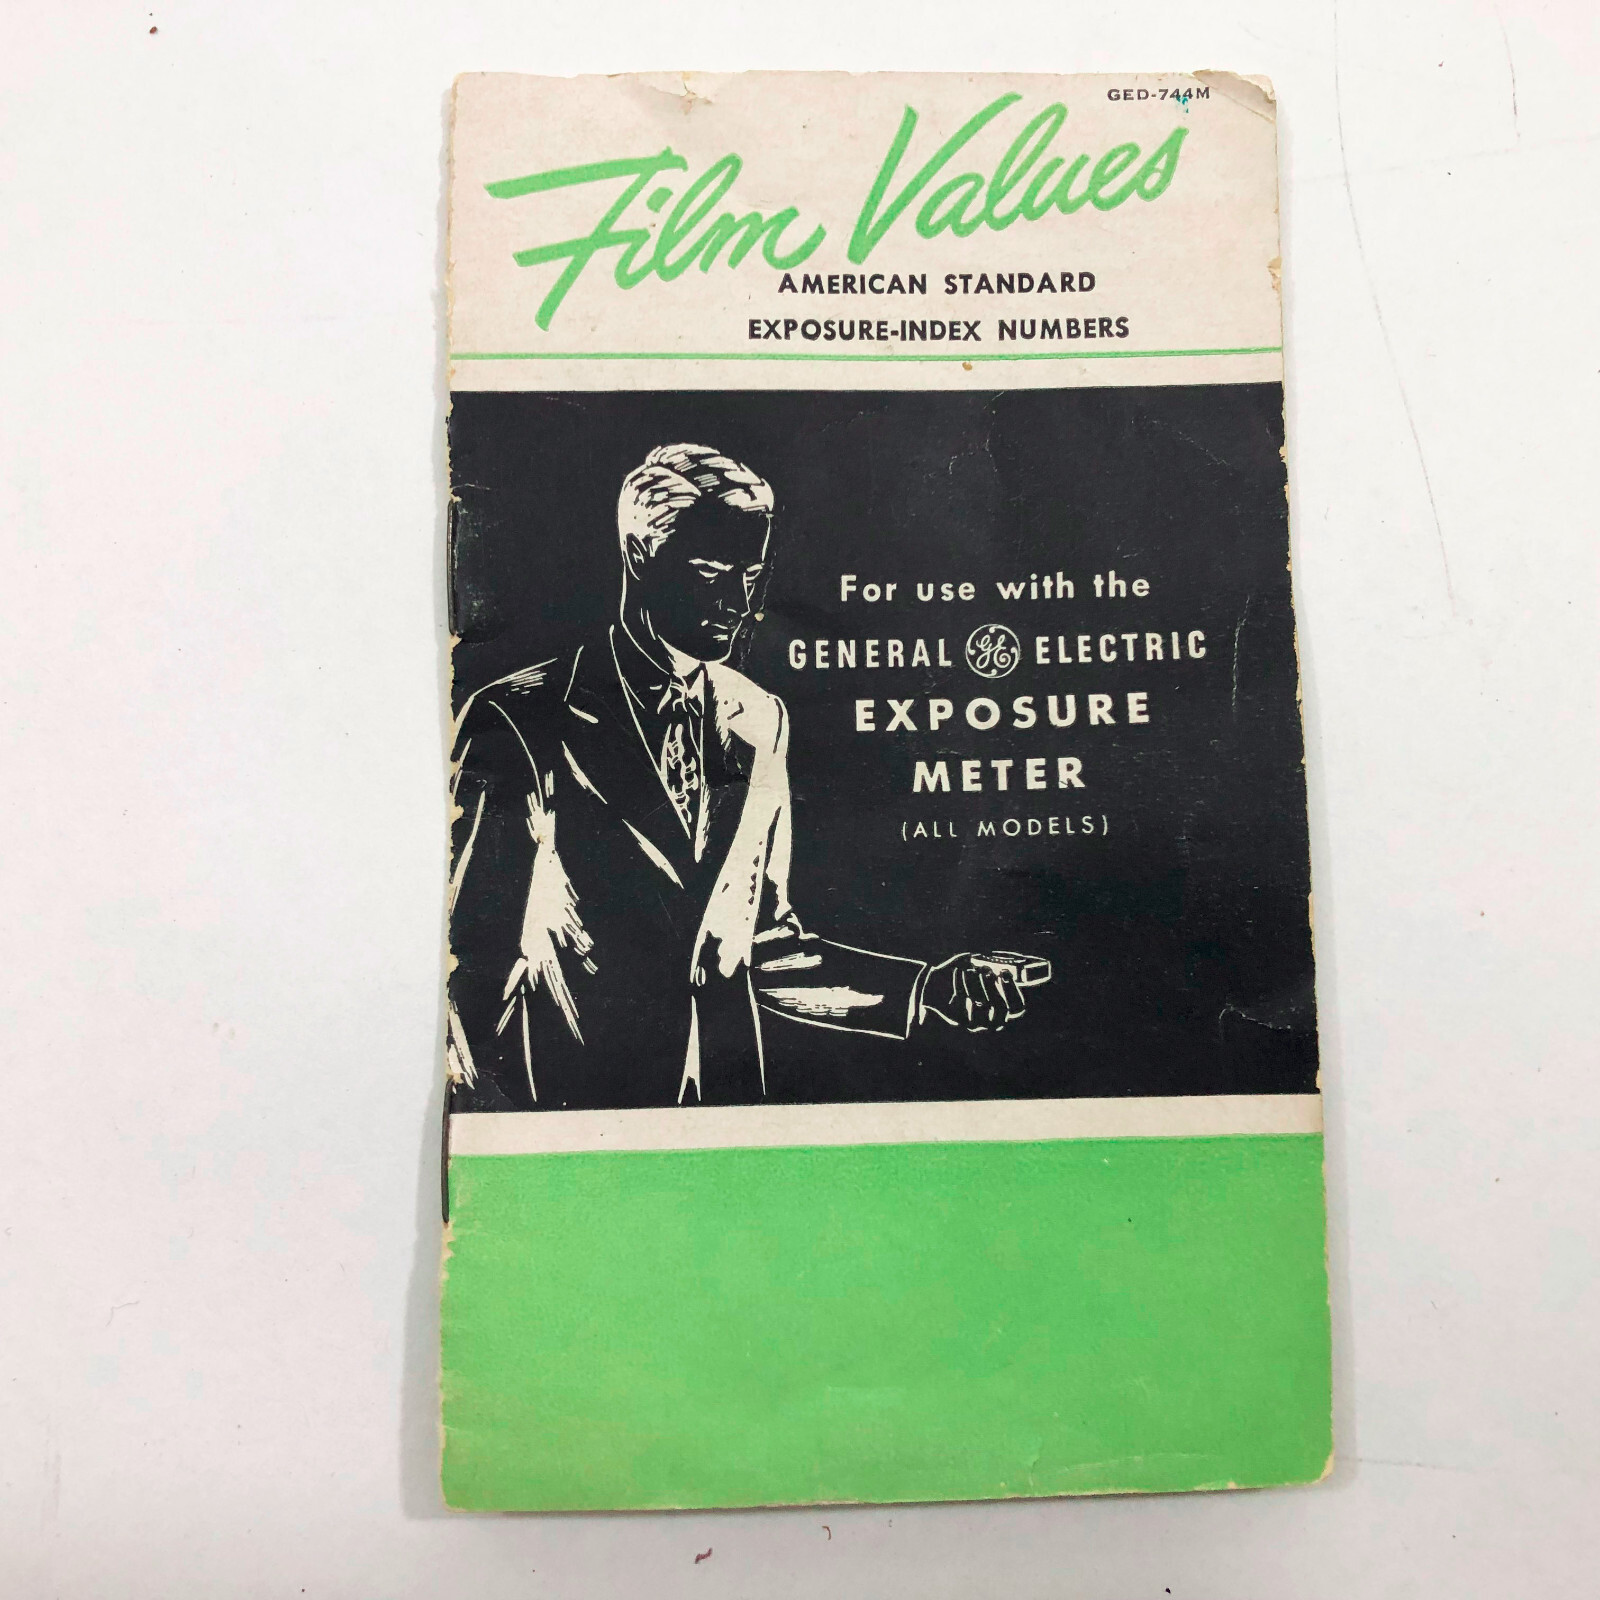 GED-744M
Film Values
AMERICAN STANDARD
EXPOSURE-INDEX NUMBERS
For use with the
GENERAL GE ELECTRIC
EXPOSURE
METER
(ALL MODELS)